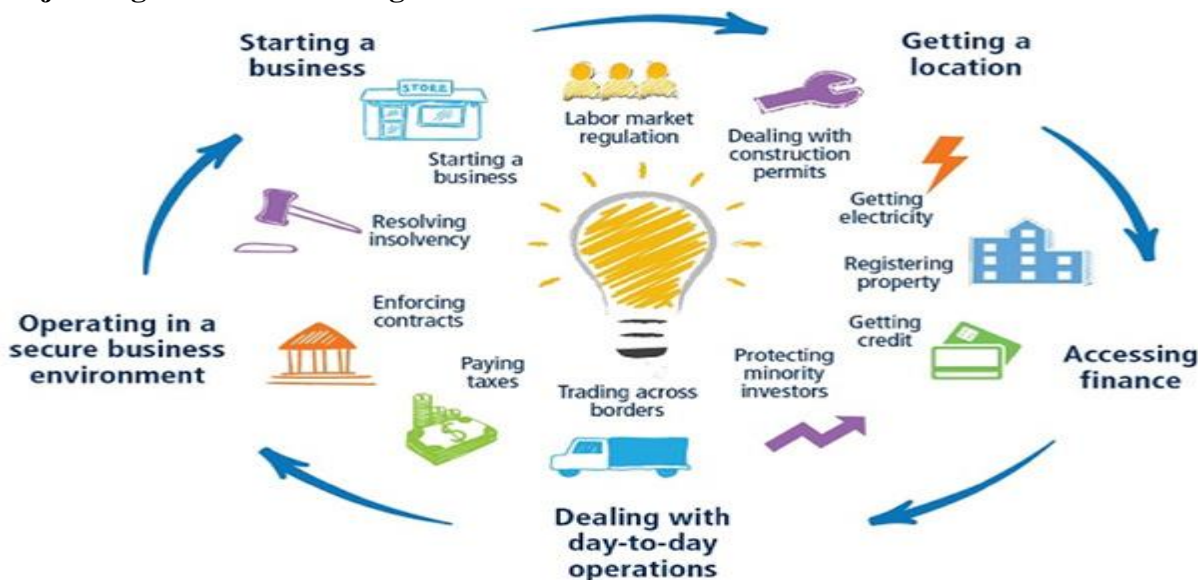 Starting a
business
STORE
Starting a
business
Labor market
regulation
Getting a
location
Dealing with
construction
permits
Getting
electricity
Registering
property
Getting
credit
Accessing
finance
Protecting
minority
investors
Trading across
borders
Dealing with
day-to-day
operations
Paying
taxes
Enforcing
contracts
Operating in a
secure business
environment
Resolving
insolvency